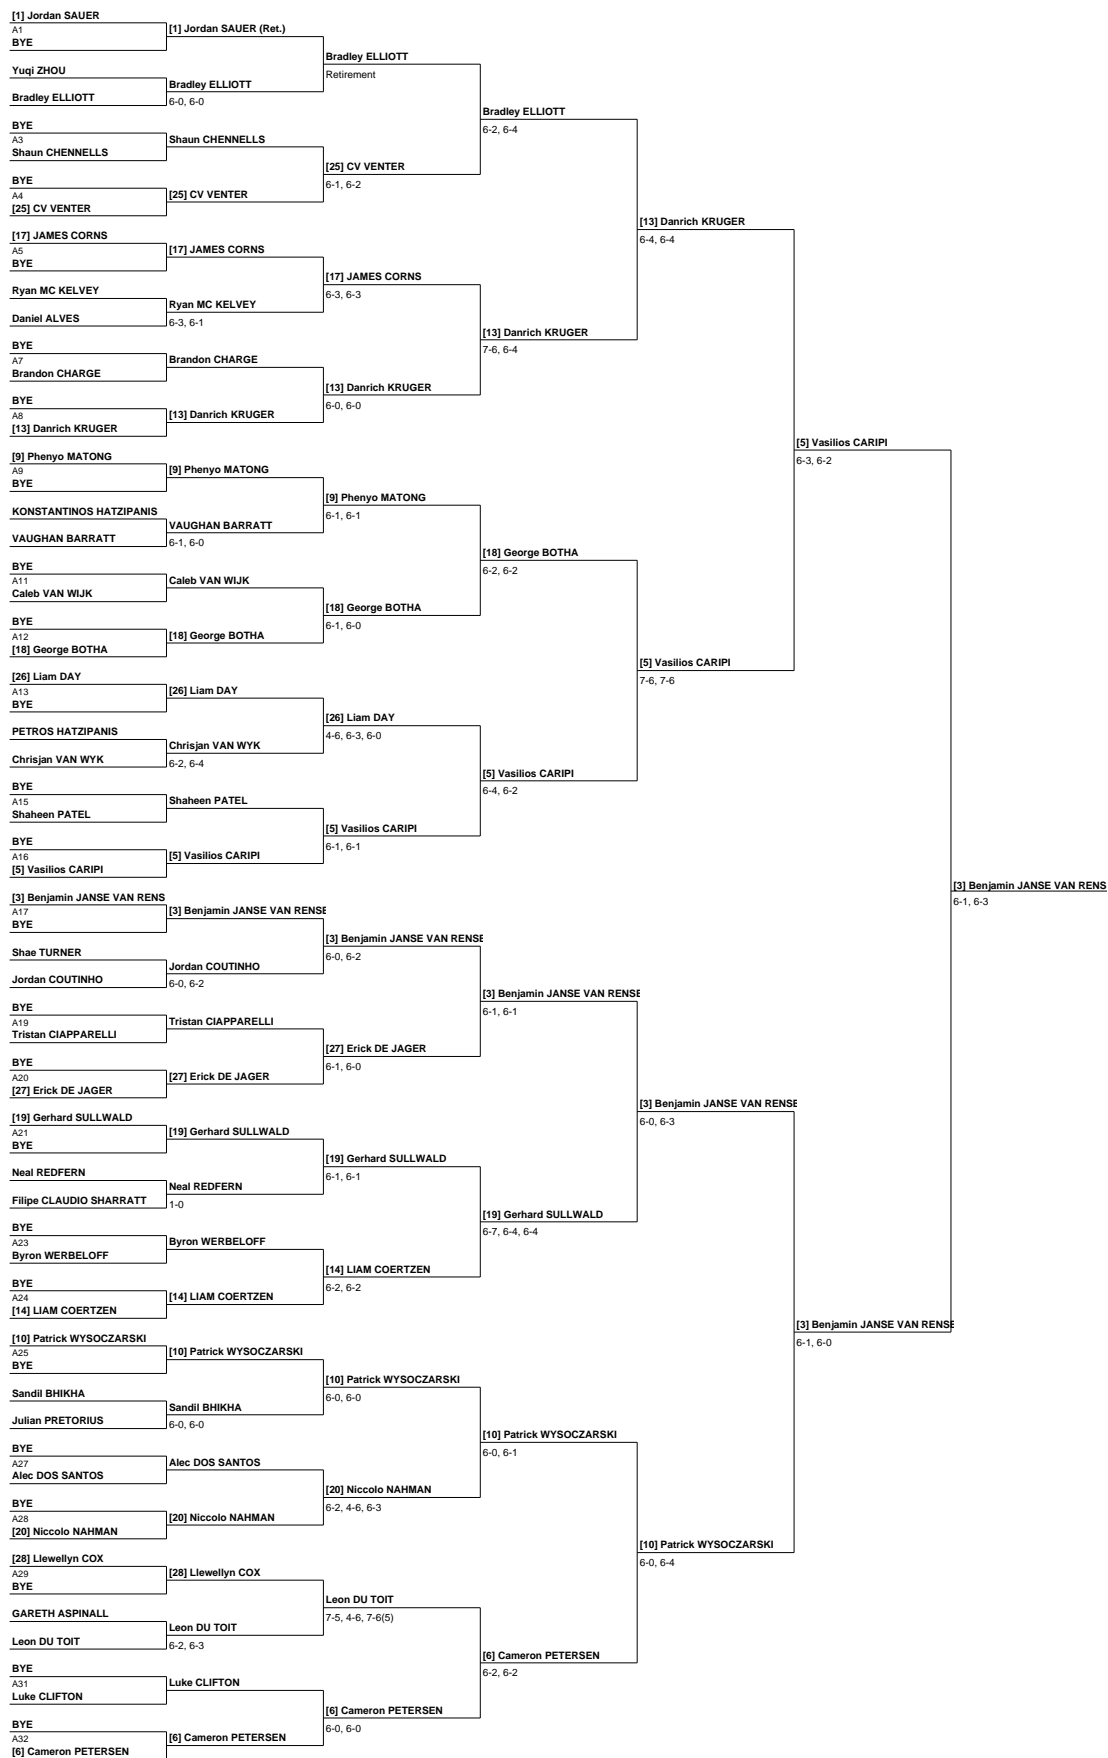 [1] Jordan SAUER
A1
BYE
Yuqi ZHOU
Bradley ELLIOTT
BYE
A3
Shaun CHENNELLS
BYE
A4
[25] CV VENTER
[17] JAMES CORNS
A5
BYE
Ryan MC KELVEY
Daniel ALVES
BYE
A7
Brandon CHARGE
BYE
A8
[13] Danrich KRUGER
[9] Phenyo MATONG
A9
BYE
KONSTANTINOS HATZIPANIS
VAUGHAN BARRATT
BYE
A11
Caleb VAN WIJK
BYE
A12
[18] George BOTHA
[26] Liam DAY
A13
BYE
PETROS HATZIPANIS
Chrisjan VAN WYK
BYE
A15
Shaheen PATEL
BYE
A16
[5] Vasilios CARIPI
[3] Benjamin JANSE VAN RENS
A17
BYE
Shae TURNER
Jordan COUTINHO
BYE
A19
Tristan CIAPPARELLI
BYE
A20
[27] Erick DE JAGER
[19] Gerhard SULLWALD
A21
BYE
Neal REDFERN
Filipe CLAUDIO SHARRATT
BYE
A23
Byron WERBELOFF
BYE
A24
[14] LIAM COERTZEN
[10] Patrick WYSOCZARSKI
A25
BYE
Sandil BHIKHA
Julian PRETORIUS
BYE
A27
Alec DOS SANTOS
BYE
A28
[20] Niccolo NAHMAN
[28] Llewellyn COX
A29
BYE
GARETH ASPINALL
Leon DU TOIT
BYE
A31
Luke CLIFTON
BYE
A32
[6] Cameron PETERSEN
[1] Jordan SAUER (Ret.)
Bradley ELLIOTT
6-0, 6-0
Shaun CHENNELLS
[25] CV VENTER
[17] JAMES CORNS
Ryan MC KELVEY
6-3, 6-1
Brandon CHARGE
[13] Danrich KRUGER
[9] Phenyo MATONG
VAUGHAN BARRATT
6-1, 6-0
Caleb VAN WIJK
[18] George BOTHA
[26] Liam DAY
Chrisjan VAN WYK
6-2, 6-4
Shaheen PATEL
[5] Vasilios CARIPI
[3] Benjamin JANSE VAN RENSE
Jordan COUTINHO
6-0, 6-2
Tristan CIAPPARELLI
[27] Erick DE JAGER
[19] Gerhard SULLWALD
Neal REDFERN
1-0
Byron WERBELOFF
[14] LIAM COERTZEN
[10] Patrick WYSOCZARSKI
Sandil BHIKHA
6-0, 6-0
Alec DOS SANTOS
[20] Niccolo NAHMAN
[28] Llewellyn COX
Leon DU TOIT
6-2, 6-3
Luke CLIFTON
[6] Cameron PETERSEN
Bradley ELLIOTT
Retirement
[25] CV VENTER
6-1, 6-2
[17] JAMES CORNS
6-3, 6-3
[13] Danrich KRUGER
6-0, 6-0
[9] Phenyo MATONG
6-1, 6-1
[18] George BOTHA
6-1, 6-0
[26] Liam DAY
4-6, 6-3, 6-0
[5] Vasilios CARIPI
6-1, 6-1
[3] Benjamin JANSE VAN RENSE
6-0, 6-2
[27] Erick DE JAGER
6-1, 6-0
[19] Gerhard SULLWALD
6-1, 6-1
[14] LIAM COERTZEN
6-2, 6-2
[10] Patrick WYSOCZARSKI
6-0, 6-0
[20] Niccolo NAHMAN
6-2, 4-6, 6-3
Leon DU TOIT
7-5, 4-6, 7-6(5)
[6] Cameron PETERSEN
6-0, 6-0
Bradley ELLIOTT
6-2, 6-4
[13] Danrich KRUGER
7-6, 6-4
[18] George BOTHA
6-2, 6-2
[5] Vasilios CARIPI
6-4, 6-2
[3] Benjamin JANSE VAN RENSE
6-1, 6-1
[19] Gerhard SULLWALD
6-7, 6-4, 6-4
[10] Patrick WYSOCZARSKI
6-0, 6-1
[6] Cameron PETERSEN
6-2, 6-2
[13] Danrich KRUGER
6-4, 6-4
[5] Vasilios CARIPI
7-6, 7-6
[3] Benjamin JANSE VAN RENSE
6-0, 6-3
[10] Patrick WYSOCZARSKI
6-0, 6-4
[5] Vasilios CARIPI
6-3, 6-2
[3] Benjamin JANSE VAN RENSE
6-1, 6-0
[3] Benjamin JANSE VAN RENS
6-1, 6-3